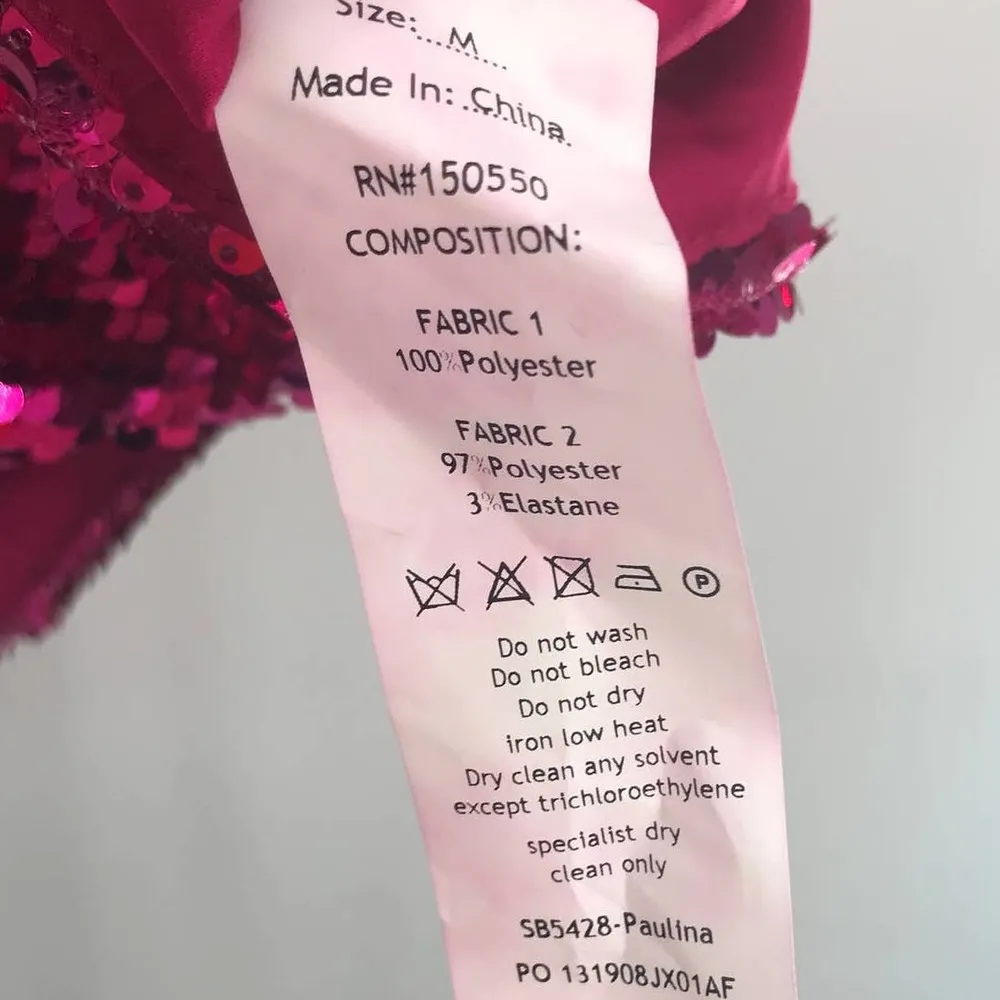 Size:...M....
Made In:..China.
RN#150550
COMPOSITION:
FABRIC 1
100%Polyester
FABRIC 2
97%Polyester
3%Elastane
P
Do not wash
Do not bleach
Do not dry
iron low heat
Dry clean any solvent
except trichloroethylene
specialist dry
clean only
SB5428-Paulina
PO 131908JX01AF